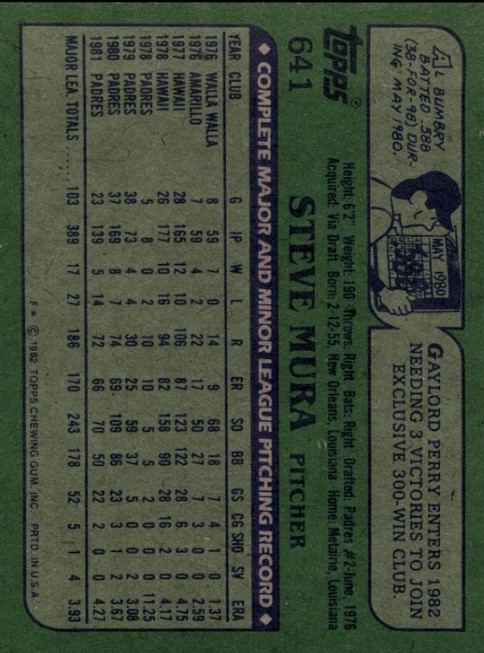 AL BUMBRY
BATTED .388
(38-FOR-98) DUR-
ING MAY 1980.
MAY 1980
GAYLORD PERRY ENTERS 1982
NEEDING 3 VICTORIES TO JOIN
EXCLUSIVE 300-WIN CLUB.
topps®
641
Height: 6'2" Weight: 190 Throws: Right Bats: Right Drafted: Padres #2-June, 1976
Acquired: Via Draft Born: 2-12-55, New Orleans, Louisiana Home: Metairie, Louisiana
STEVE MURA PITCHER
◆ COMPLETE MAJOR AND MINOR LEAGUE PITCHING RECORD ◆
YEAR CLUB G IP W L R ER SO BB GS CG SHO SV ERA
1976 WALLA WALLA 8 59 7 0 14 9 68 16 7 4 1 0 1.37
1976 AMARILLO 7 59 4 2 22 17 50 27 7 3 0 0 2.59
1977 HAWAII 28 165 12 10 106 87 123 122 28 6 3 0 4.75
1978 HAWAII 26 177 10 16 94 82 158 90 28 16 2 0 4.17
1978 PADRES 5 8 0 2 10 10 5 5 2 0 0 0 11.25
1979 PADRES 38 73 4 4 30 25 59 37 5 0 0 2 3.08
1980 PADRES 37 169 8 7 74 69 109 86 23 3 1 2 3.67
1981 PADRES 23 139 5 14 72 66 70 50 22 2 0 0 4.27
MAJOR LEA. TOTALS ...... 103 389 17 27 186 170 243 178 52 5 1 4 3.93
F* © 1982 TOPPS CHEWING GUM, INC. PRTD. IN U.S.A.